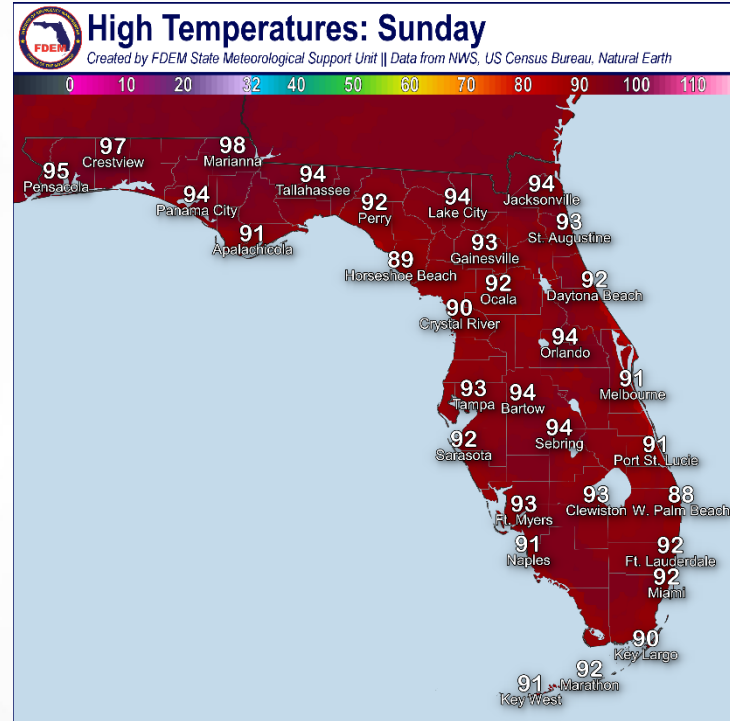 FDEM
High Temperatures: Sunday
Created by FDEM State Meteorological Support Unit || Data from NWS, US Census Bureau, Natural Earth
0 10 20 32 40 50 60 70 80 90 100 110
97
Crestview
98
Marianna
95
Pensacola
94
Panama City
94
Tallahassee
91
Apalachicola
92
Perry
94
Lake City
94
Jacksonville
93
St. Augustine
93
Gainesville
89
Horseshoe Beach
92
Ocala
92
Daytona Beach
90
Crystal River
94
Orlando
91
Melbourne
93
Tampa
94
Bartow
92
Sarasota
94
Sebring
91
Port St. Lucie
93
Ft. Myers
93
Clewiston
88
W. Palm Beach
91
Naples
92
Ft. Lauderdale
92
Miami
90
Key Largo
92
Marathon
91
Key West